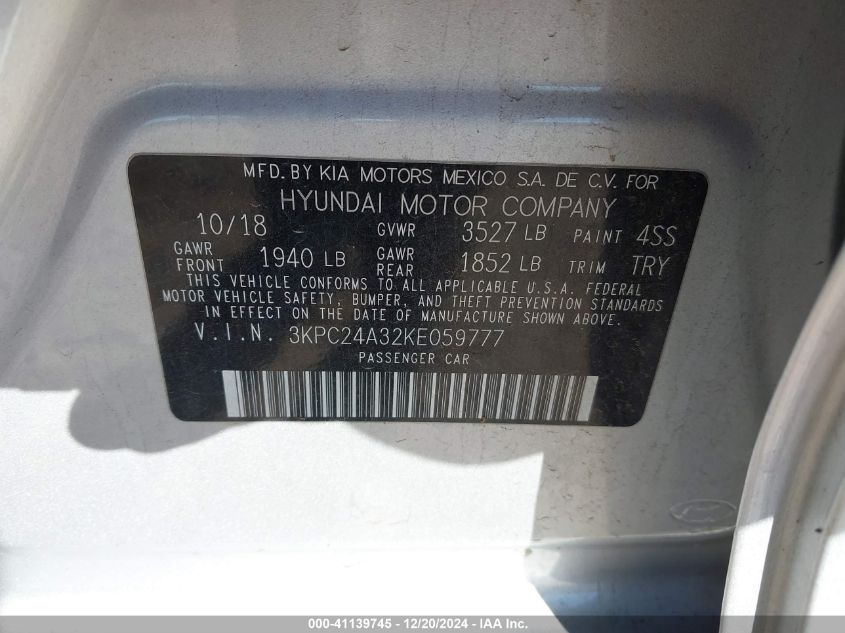 MFD. BY KIA MOTORS MEXICO S.A. DE C.V. FOR
HYUNDAI MOTOR COMPANY
10/18 GVWR 3527 LB PAINT 4SS
GAWR FRONT 1940 LB GAWR REAR 1852 LB TRIM TRY
THIS VEHICLE CONFORMS TO ALL APPLICABLE U.S.A. FEDERAL
MOTOR VEHICLE SAFETY, BUMPER, AND THEFT PREVENTION STANDARDS
IN EFFECT ON THE DATE OF MANUFACTURE SHOWN ABOVE.
V.I.N. 3KPC24A32KE059777
PASSENGER CAR
000-41139745 - 12/20/2024 - IAA Inc.